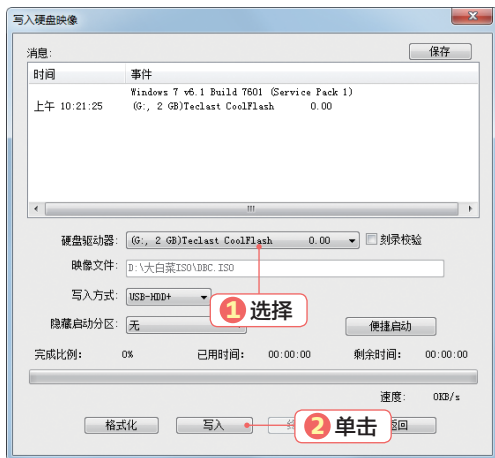 写入硬盘映像
消息:
保存
时间 事件
Windows 7 v6.1 Build 7601 (Service Pack 1)
上午 10:21:25 (G:, 2 GB)Teclast CoolFlash 0.00
硬盘驱动器: (G:, 2 GB)Teclast CoolFlash 0.00 刻录校验
映像文件: D:\大白菜ISO\DBC.ISO
写入方式: USB-HDD+
1 选择
隐藏启动分区: 无 便捷启动
完成比例: 0% 已用时间: 00:00:00 剩余时间: 00:00:00
速度: 0KB/s
格式化 写入 2 单击 返回